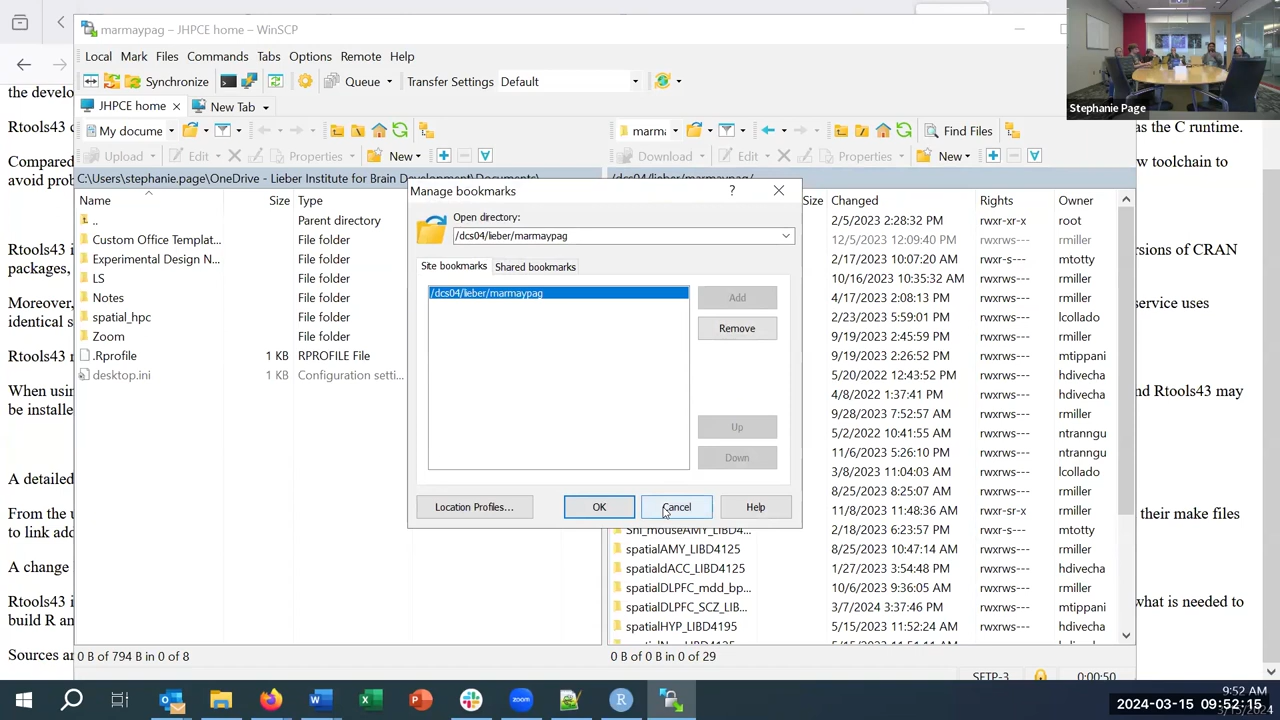 marmaypag – JHPCE home – WinSCP
Local Mark Files Commands Tabs Options Remote Help
Synchronize Queue Transfer Settings Default
JHPCE home New Tab
Stephanie Page
the develo
My docume
marma Find Files
Rtools43 c
as the C runtime.
Upload Edit Properties New
Download Edit Properties New
Compared
w toolchain to
avoid prob
C:\Users\stephanie.page\OneDrive - Lieber Institute for Brain Development\Documents\
/dcs04/lieber/marmaypag/
Manage bookmarks
Open directory:
/dcs04/lieber/marmaypag
Site bookmarks Shared bookmarks
/dcs04/lieber/marmaypag
Add
Remove
Up
Down
Location Profiles... OK Cancel Help
Name Size Type
.. Parent directory
Custom Office Templat... File folder
Experimental Design N... File folder
LS File folder
Notes File folder
spatial_hpc File folder
Zoom File folder
.Rprofile 1 KB RPROFILE File
desktop.ini 1 KB Configuration setti...
Size Changed Rights Owner
2/5/2023 2:28:32 PM rwxr-xr-x root
12/5/2023 12:09:40 PM rwxrws--- rmiller
2/17/2023 10:07:20 AM rwxr-s--- mtotty
10/16/2023 10:35:32 AM rwxrws--- rmiller
4/17/2023 2:08:13 PM rwxrws--- rmiller
2/23/2023 5:59:01 PM rwxrws--- lcollado
9/19/2023 2:45:59 PM rwxrws--- rmiller
9/19/2023 2:26:52 PM rwxrws--- mtippani
5/20/2022 12:43:52 PM rwxrws--- hdivecha
4/8/2022 1:37:41 PM rwxrws--- hdivecha
9/28/2023 7:52:57 AM rwxrws--- rmiller
5/2/2022 10:41:55 AM rwxrws--- ntranngu
11/6/2023 5:26:10 PM rwxrws--- ntranngu
3/8/2022 11:04:03 AM rwxrws--- lcollado
8/25/2023 8:25:07 AM rwxrws--- rmiller
11/8/2023 11:48:36 AM rwxr-sr-x rmiller
2/18/2023 6:23:57 PM rwxrws--- mtotty
spatialAMY_LIBD4125 8/25/2023 10:47:14 AM rwxrws--- rmiller
spatialdACC_LIBD4125 1/27/2023 3:54:48 PM rwxrws--- hdivecha
spatialDLPFC_mdd_bp... 10/6/2023 9:36:05 AM rwxrws--- rmiller
spatialDLPFC_SCZ_LIB... 3/7/2024 3:37:46 PM rwxrws--- mtippani
spatialHYP_LIBD4195 5/15/2023 11:52:24 AM rwxrws--- hdivecha
Rtools43 i
rsions of CRAN
packages,
Moreover,
service uses
identical s
Rtools43 r
When usin
nd Rtools43 may
be installe
A detailed
From the u
their make files
to link add
A change
Rtools43 i
what is needed to
build R an
Sources ar
0 B of 794 B in 0 of 8
0 B of 0 B in 0 of 29
SFTP-3 0:00:50
9:52 AM
2024-03-15 09:52:15